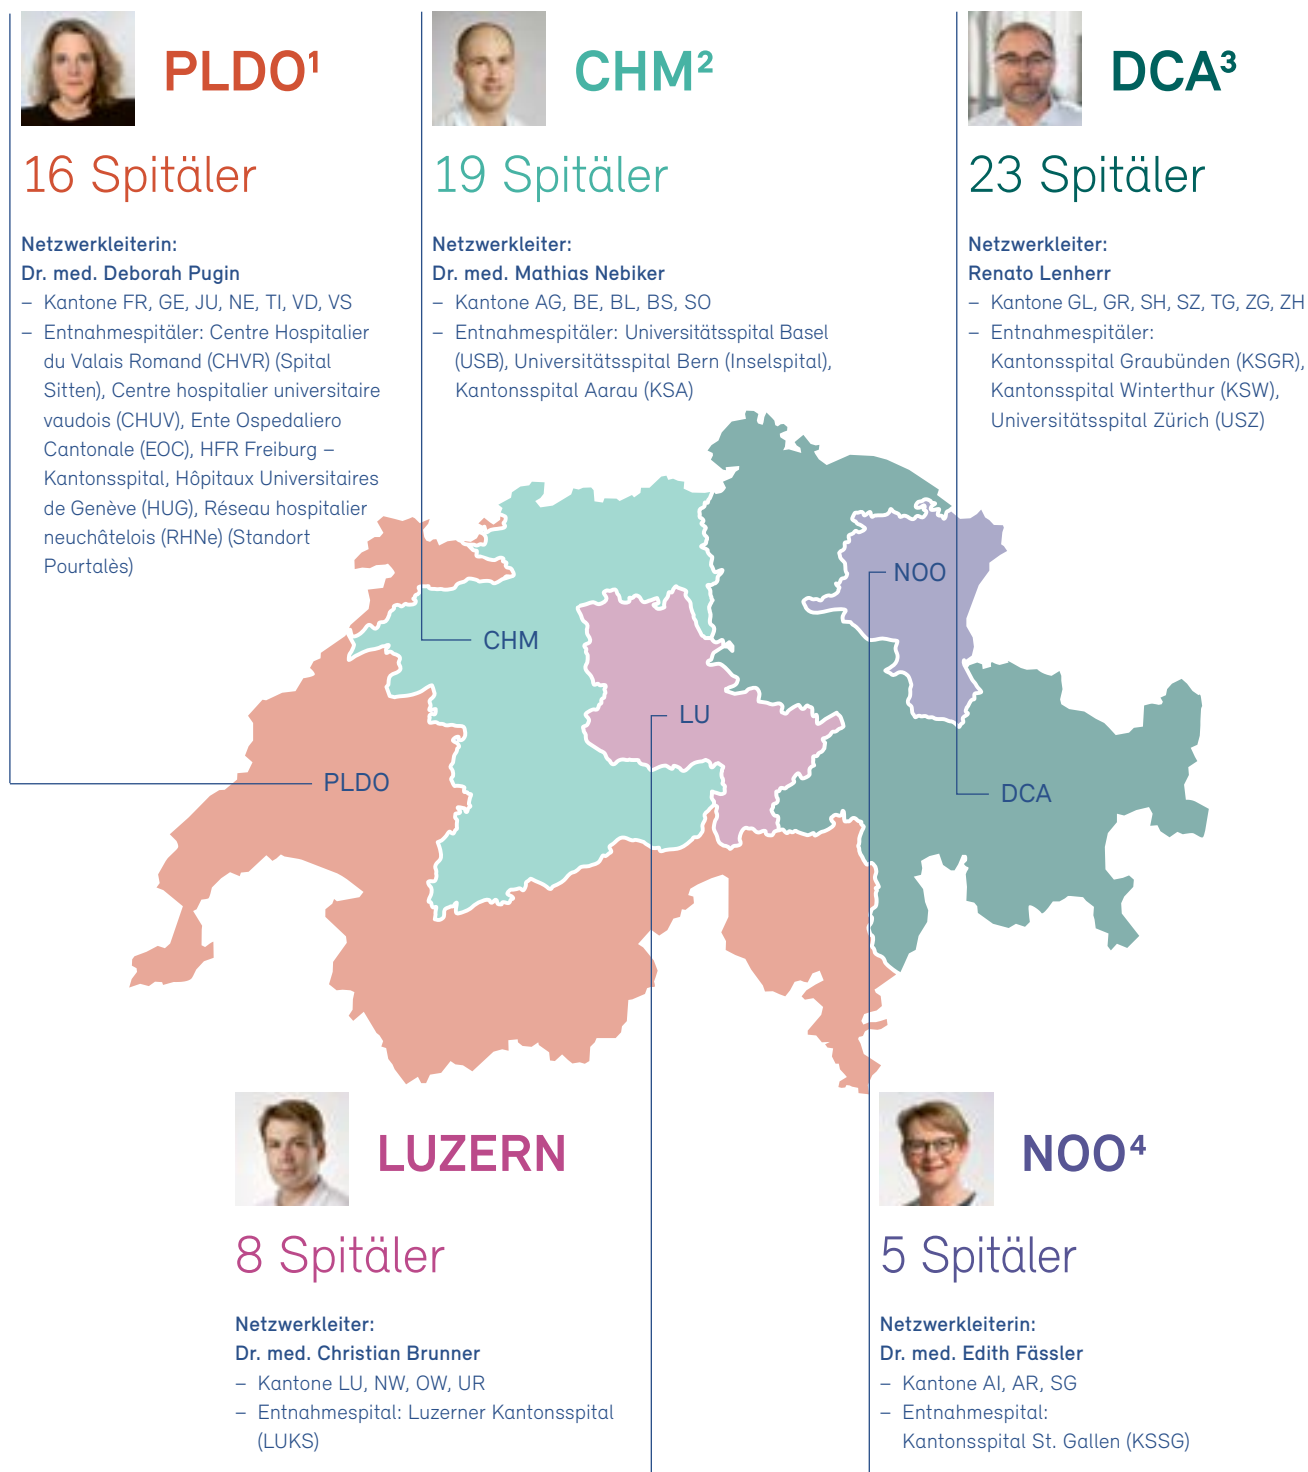 PLDO¹
16 Spitäler
Netzwerkleiterin:
Dr. med. Deborah Pugin
– Kantone FR, GE, JU, NE, TI, VD, VS
– Entnahmespitäler: Centre Hospitalier
du Valais Romand (CHVR) (Spital
Sitten), Centre hospitalier universitaire
vaudois (CHUV), Ente Ospedaliero
Cantonale (EOC), HFR Freiburg –
Kantonsspital, Hôpitaux Universitaires
de Genève (HUG), Réseau hospitalier
neuchâtelois (RHNe) (Standort
Pourtalès)
CHM²
19 Spitäler
Netzwerkleiter:
Dr. med. Mathias Nebiker
– Kantone AG, BE, BL, BS, SO
– Entnahmespitäler: Universitätsspital Basel
(USB), Universitätsspital Bern (Inselspital),
Kantonsspital Aarau (KSA)
DCA³
23 Spitäler
Netzwerkleiter:
Renato Lenherr
– Kantone GL, GR, SH, SZ, TG, ZG, ZH
– Entnahmespitäler:
Kantonsspital Graubünden (KSGR),
Kantonsspital Winterthur (KSW),
Universitätsspital Zürich (USZ)
NOO
CHM
LU
PLDO
DCA
LUZERN
8 Spitäler
Netzwerkleiter:
Dr. med. Christian Brunner
– Kantone LU, NW, OW, UR
– Entnahmespital: Luzerner Kantonsspital
(LUKS)
NOO⁴
5 Spitäler
Netzwerkleiterin:
Dr. med. Edith Fässler
– Kantone AI, AR, SG
– Entnahmespital:
Kantonsspital St. Gallen (KSSG)